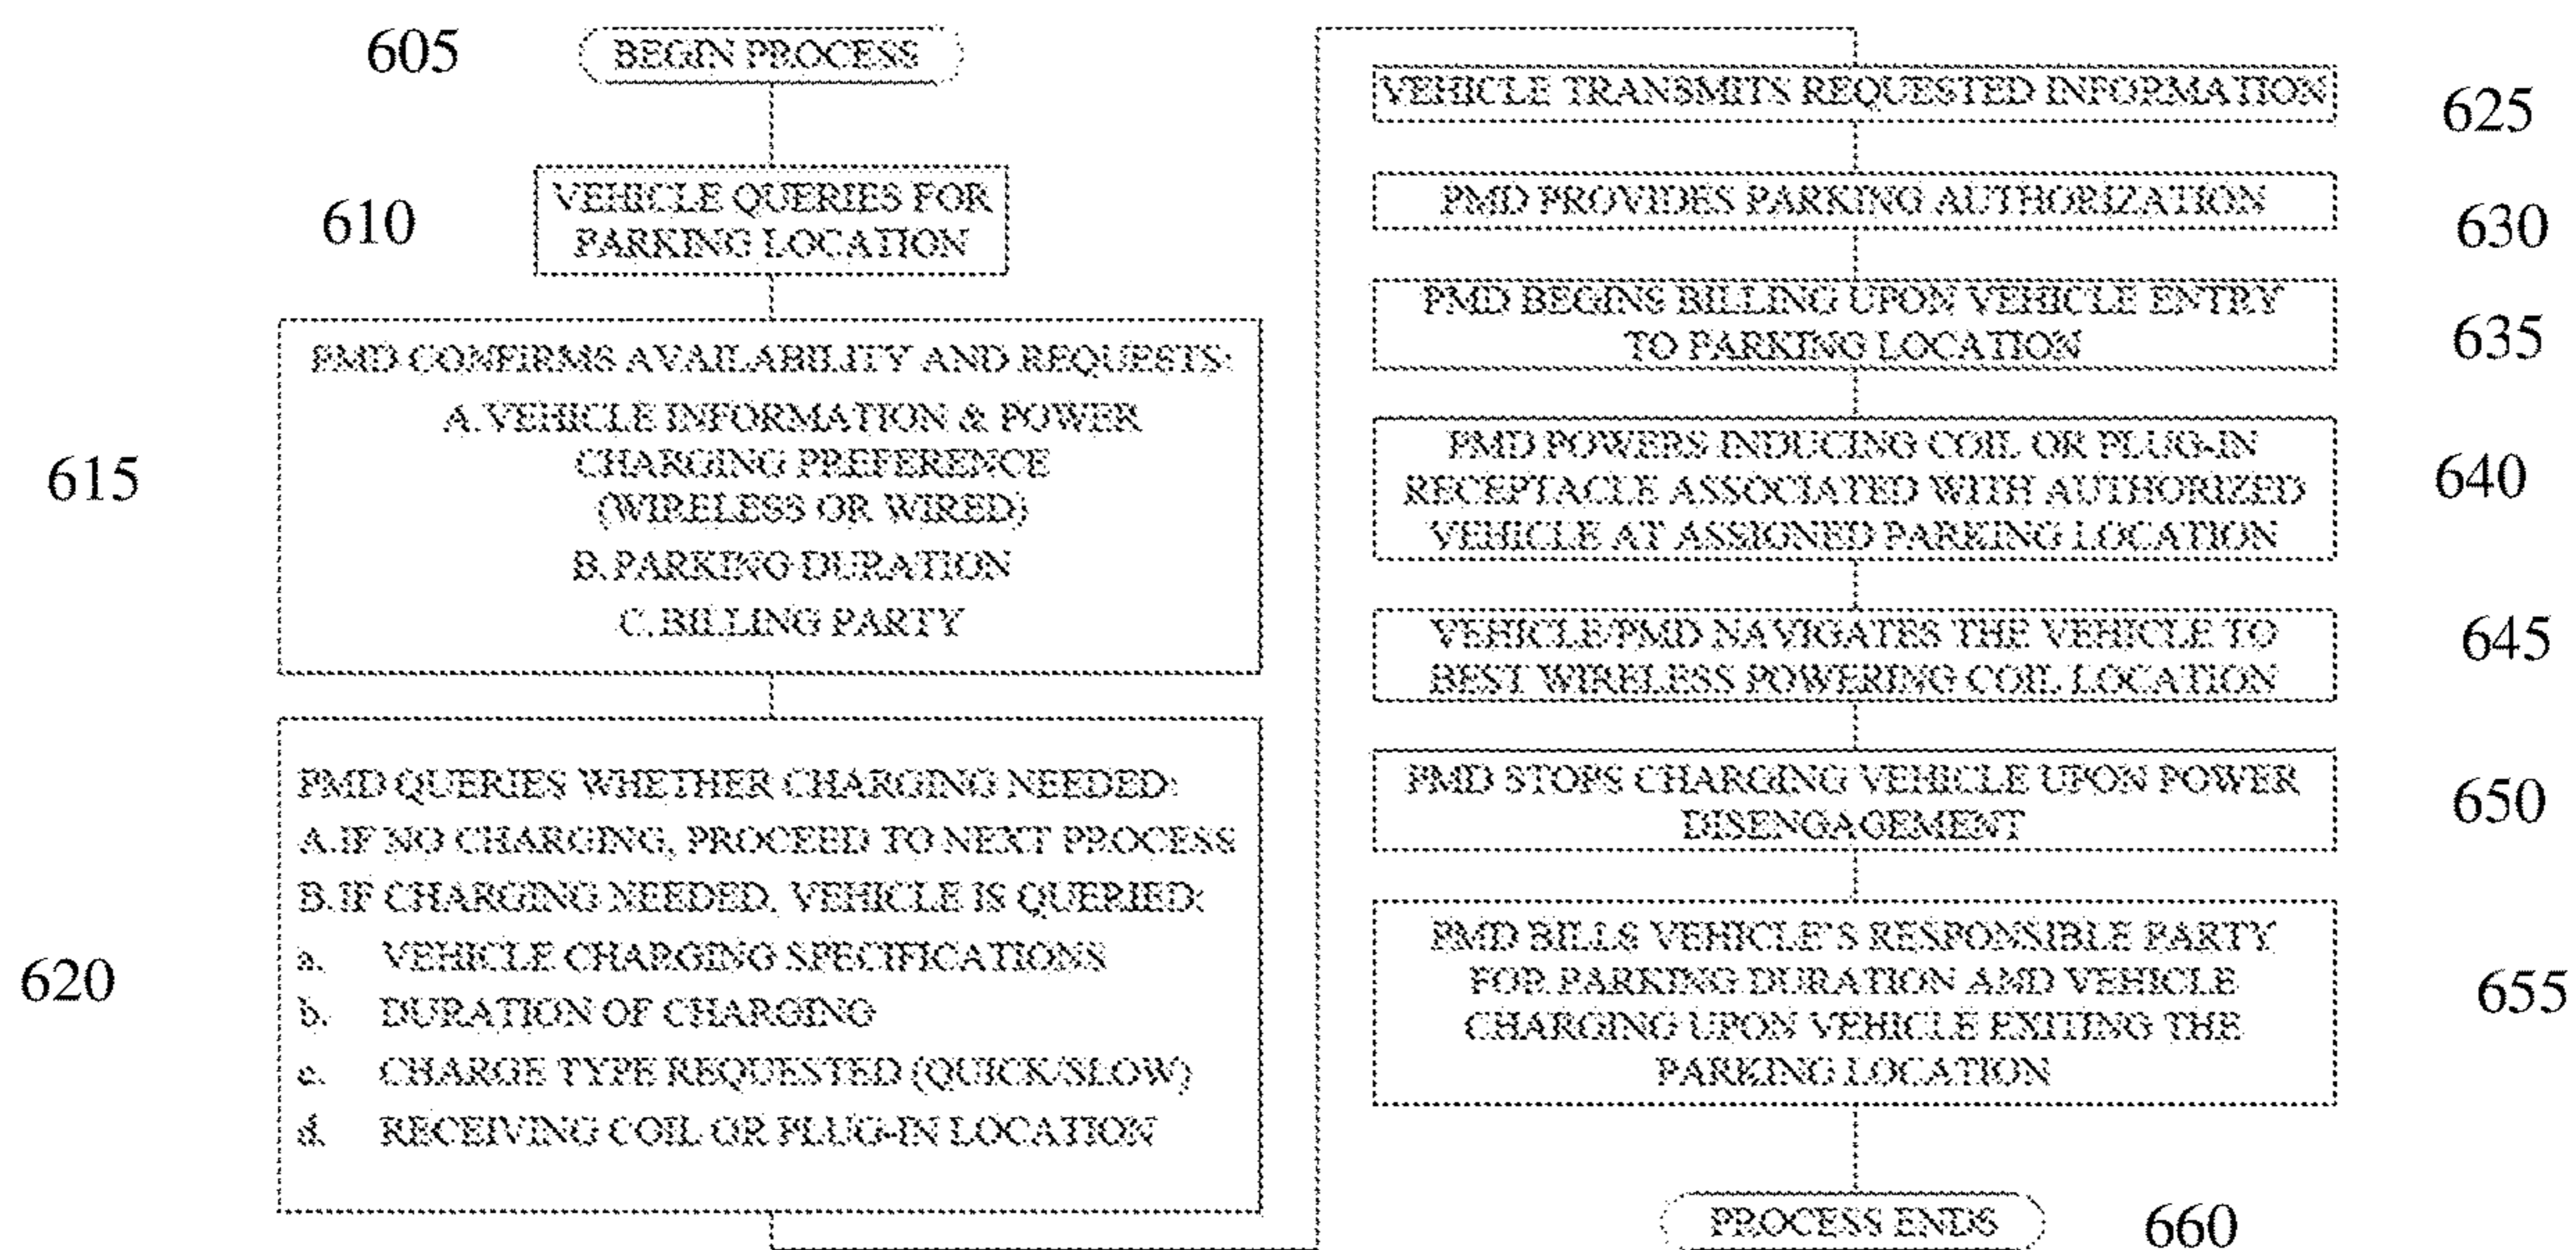 605
BEGIN PROCESS
610
VEHICLE QUERIES FOR
PARKING LOCATION
615
PMD CONFIRMS AVAILABILITY AND REQUESTS:
A. VEHICLE INFORMATION & POWER
CHARGING PREFERENCE
(WIRELESS OR WIRED)
B. PARKING DURATION
C. BILLING PARTY
620
PMD QUERIES WHETHER CHARGING NEEDED:
A. IF NO CHARGING, PROCEED TO NEXT PROCESS
B. IF CHARGING NEEDED, VEHICLE IS QUERIED:
a. VEHICLE CHARGING SPECIFICATIONS
b. DURATION OF CHARGING
c. CHARGE TYPE REQUESTED (QUICK/SLOW)
d. RECEIVING COIL OR PLUG-IN LOCATION
VEHICLE TRANSMITS REQUESTED INFORMATION
625
PMD PROVIDES PARKING AUTHORIZATION
630
PMD BEGINS BILLING UPON VEHICLE ENTRY
TO PARKING LOCATION
635
PMD POWERS INDUCING COIL OR PLUG-IN
RECEPTACLE ASSOCIATED WITH AUTHORIZED
VEHICLE AT ASSIGNED PARKING LOCATION
640
VEHICLE/PMD NAVIGATES THE VEHICLE TO
BEST WIRELESS POWERING COIL LOCATION
645
PMD STOPS CHARGING VEHICLE UPON POWER
DISENGAGEMENT
650
PMD BILLS VEHICLE'S RESPONSIBLE PARTY
FOR PARKING DURATION AND VEHICLE
CHARGING UPON VEHICLE EXITING THE
PARKING LOCATION
655
PROCESS ENDS
660